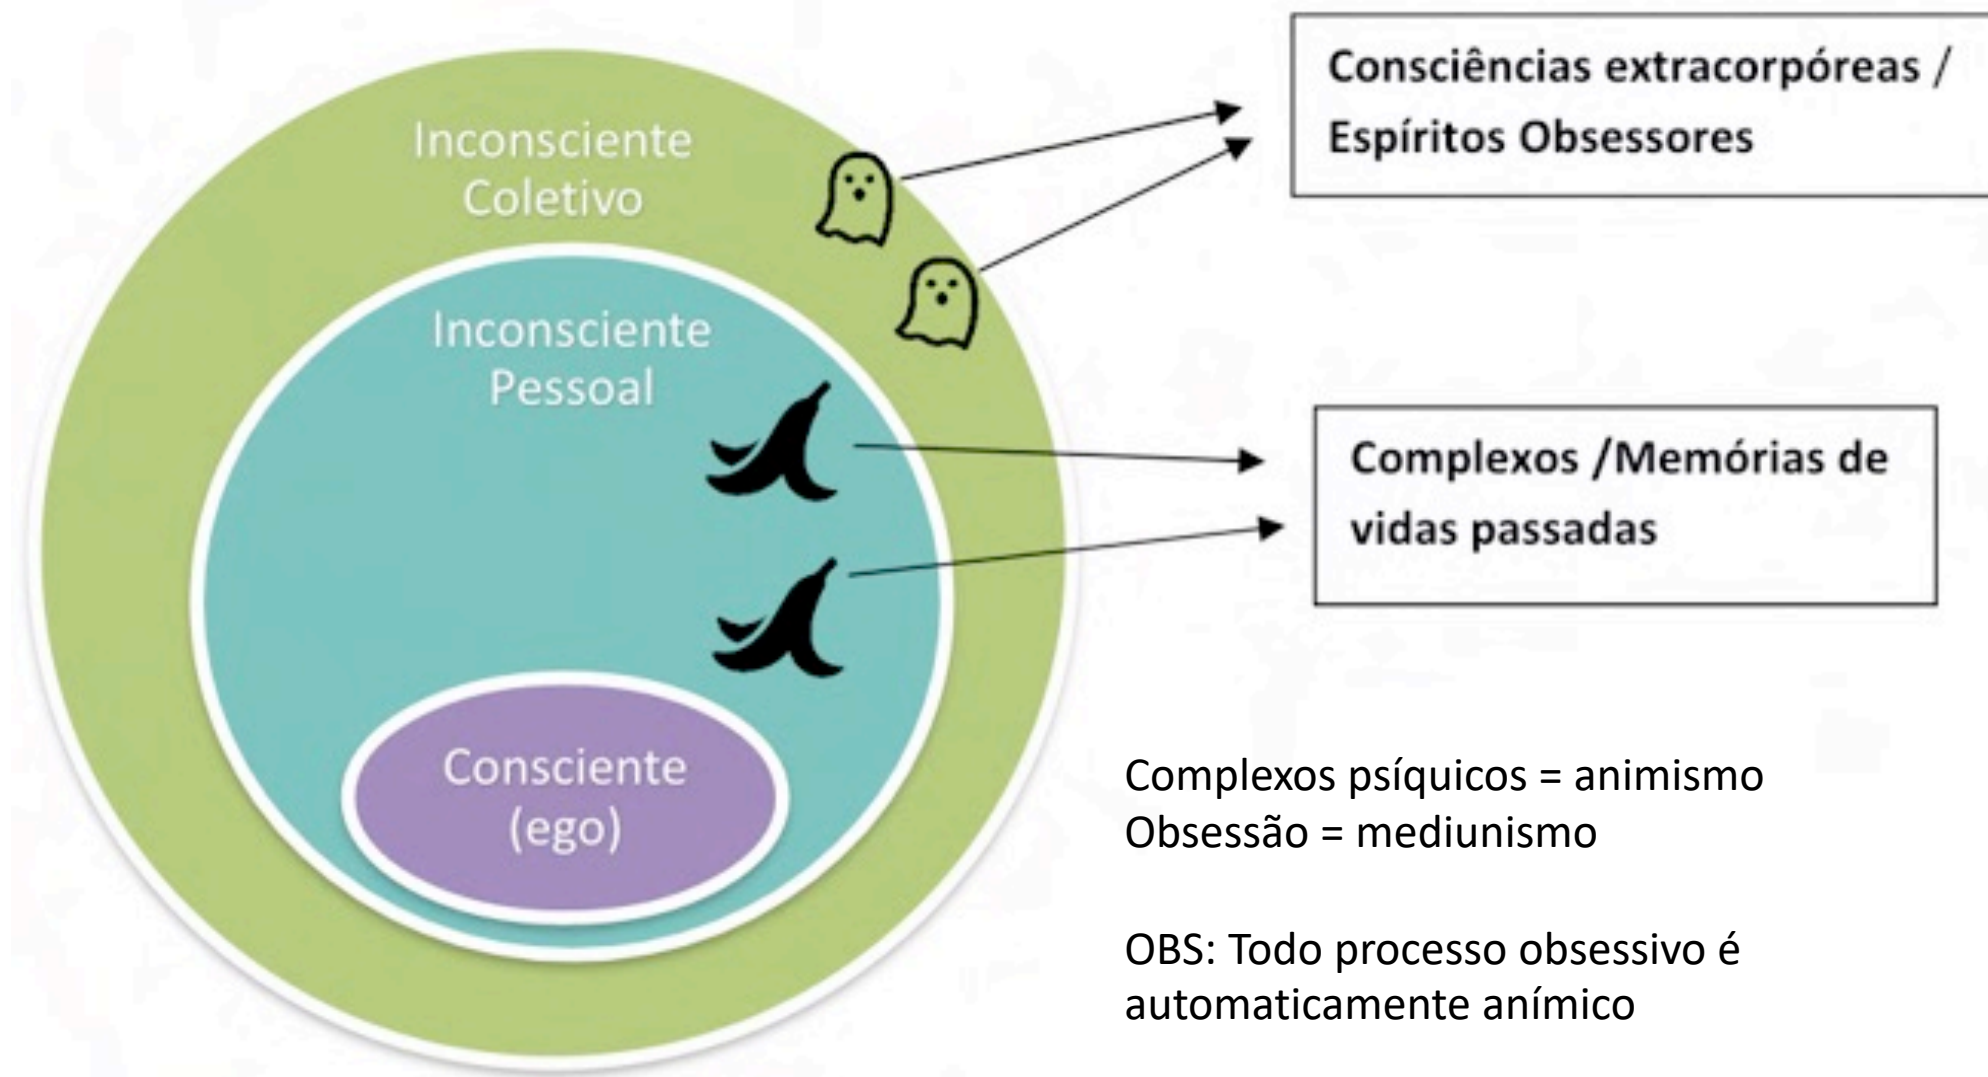 Inconsciente
Coletivo
Inconsciente
Pessoal
Consciente
(ego)
Consciências extracorpóreas /
Espíritos Obsessores
Complexos /Memórias de
vidas passadas
Complexos psíquicos = animismo
Obsessão = mediunismo
OBS: Todo processo obsessivo é
automaticamente anímico